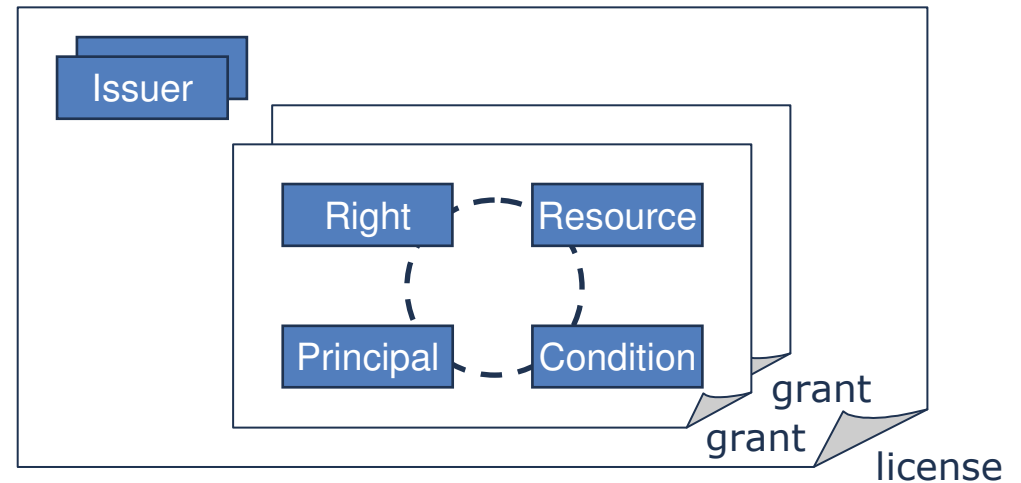 Issuer
Right
Resource
Principal
Condition
grant
grant
license